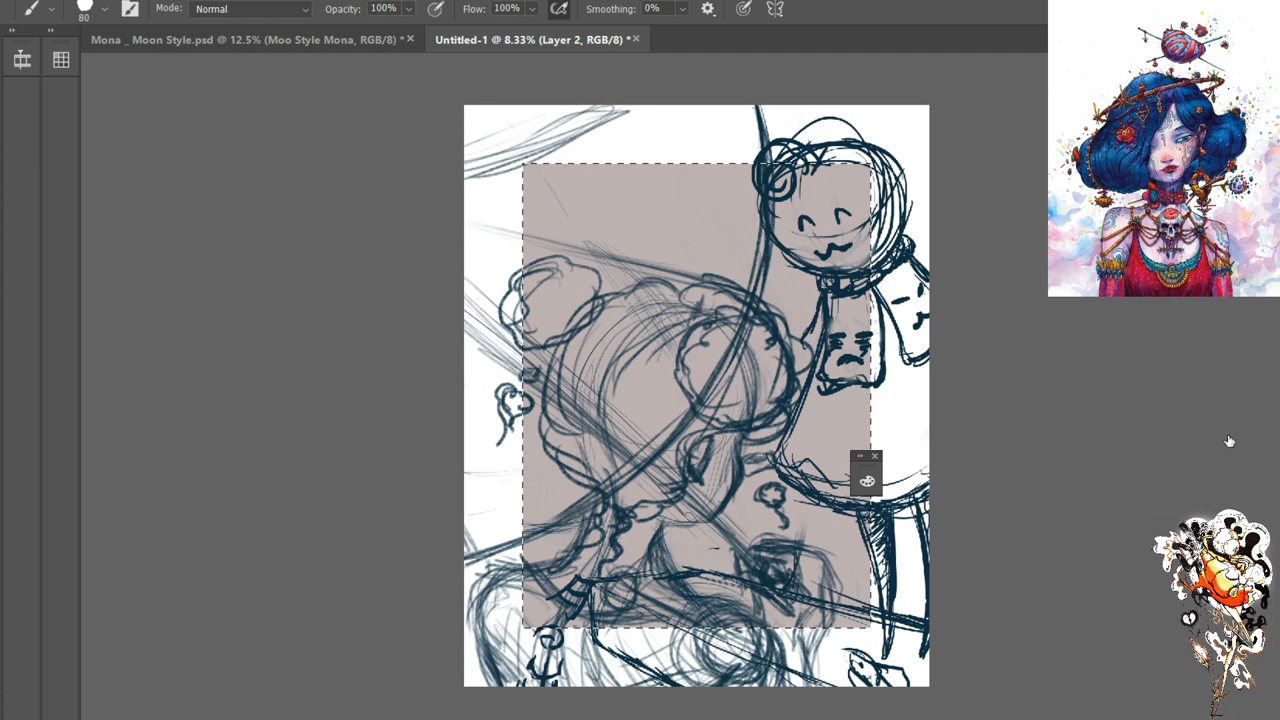 80
Mode: Normal
Opacity: 100%
Flow: 100%
Smoothing: 0%
Mona _ Moon Style.psd @ 12.5% (Moo Style Mona, RGB/8) *
Untitled-1 @ 8.33% (Layer 2, RGB/8) *